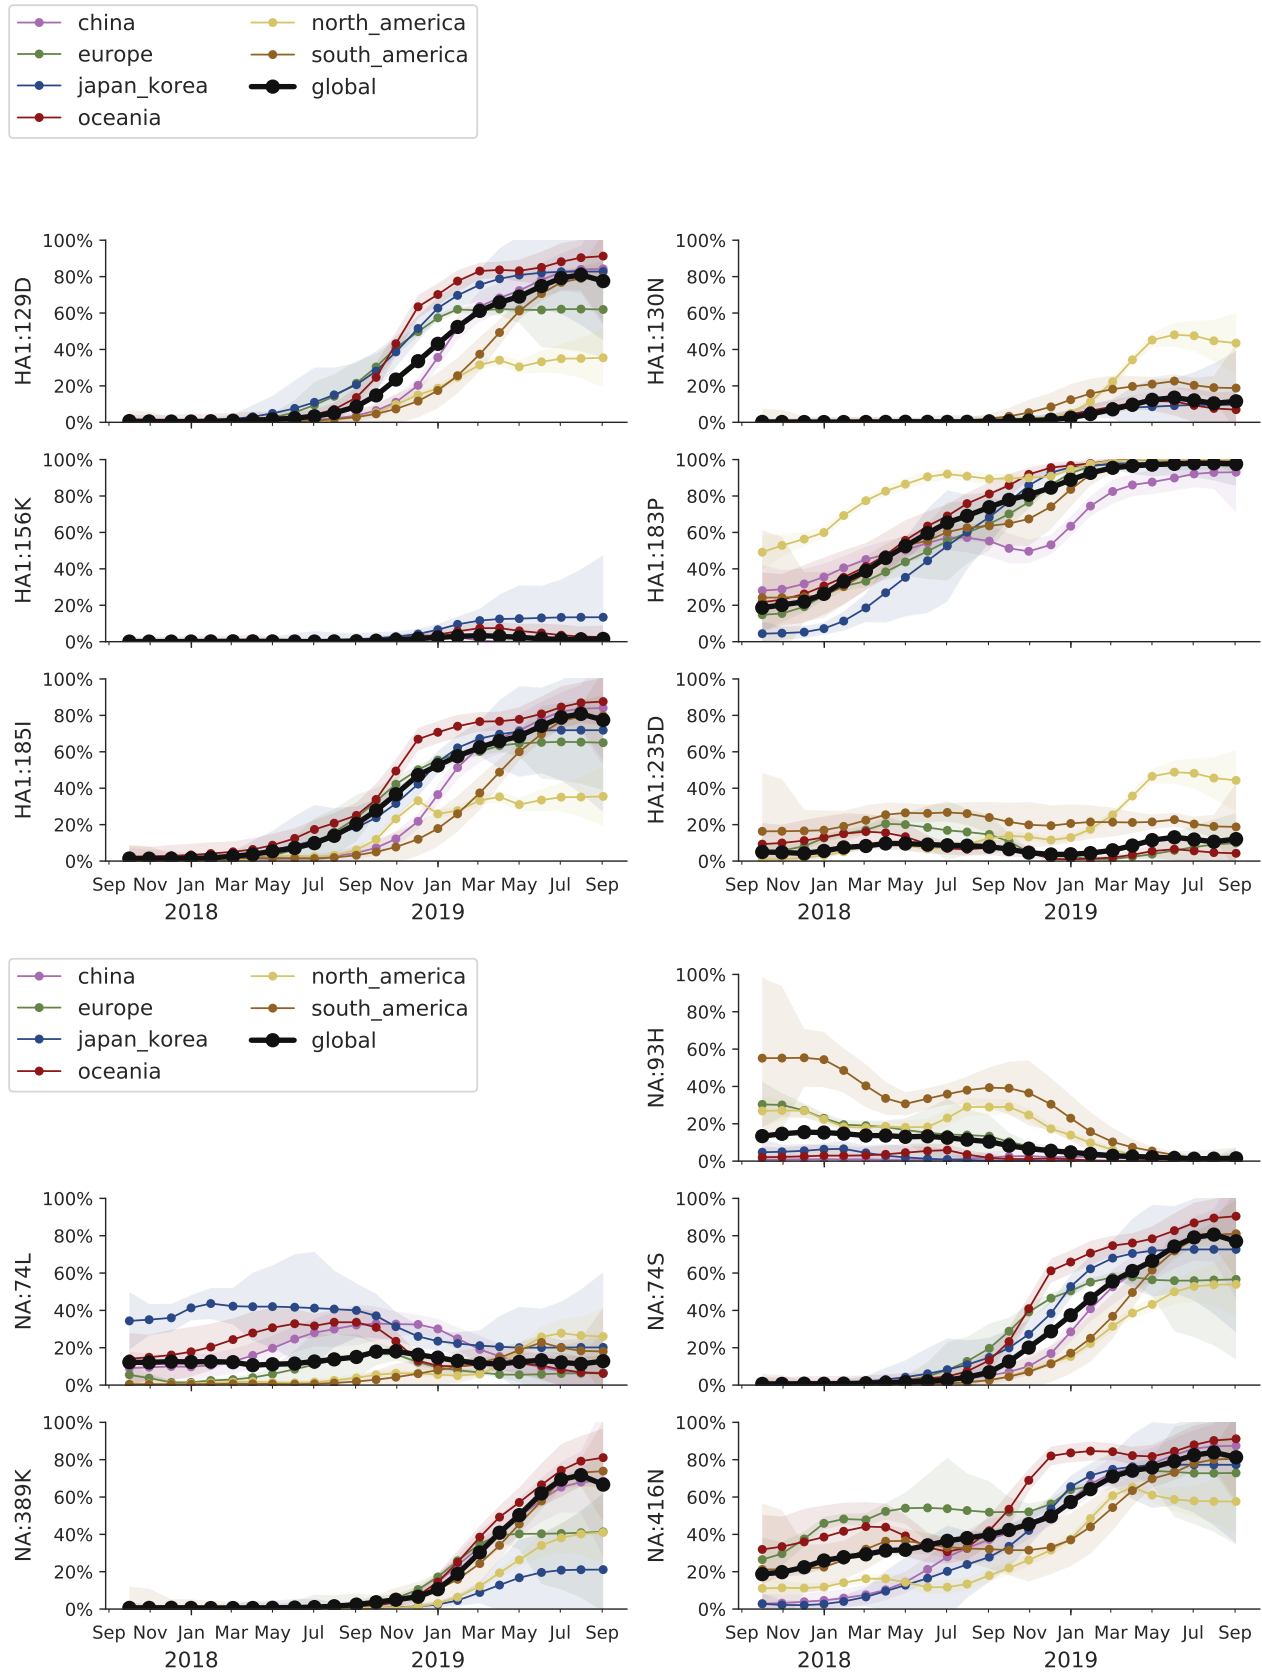 china
europe
japan_korea
oceania
north_america
south_america
global
HA1:129D
100%
80%
60%
40%
20%
0%
HA1:130N
100%
80%
60%
40%
20%
0%
HA1:156K
100%
80%
60%
40%
20%
0%
HA1:183P
100%
80%
60%
40%
20%
0%
HA1:185I
100%
80%
60%
40%
20%
0%
Sep Nov Jan Mar May Jul Sep Nov Jan Mar May Jul Sep
2018 2019
HA1:235D
100%
80%
60%
40%
20%
0%
Sep Nov Jan Mar May Jul Sep Nov Jan Mar May Jul Sep
2018 2019
china
europe
japan_korea
oceania
north_america
south_america
global
NA:93H
100%
80%
60%
40%
20%
0%
NA:74L
100%
80%
60%
40%
20%
0%
NA:74S
100%
80%
60%
40%
20%
0%
NA:389K
100%
80%
60%
40%
20%
0%
Sep Nov Jan Mar May Jul Sep Nov Jan Mar May Jul Sep
2018 2019
NA:416N
100%
80%
60%
40%
20%
0%
Sep Nov Jan Mar May Jul Sep Nov Jan Mar May Jul Sep
2018 2019